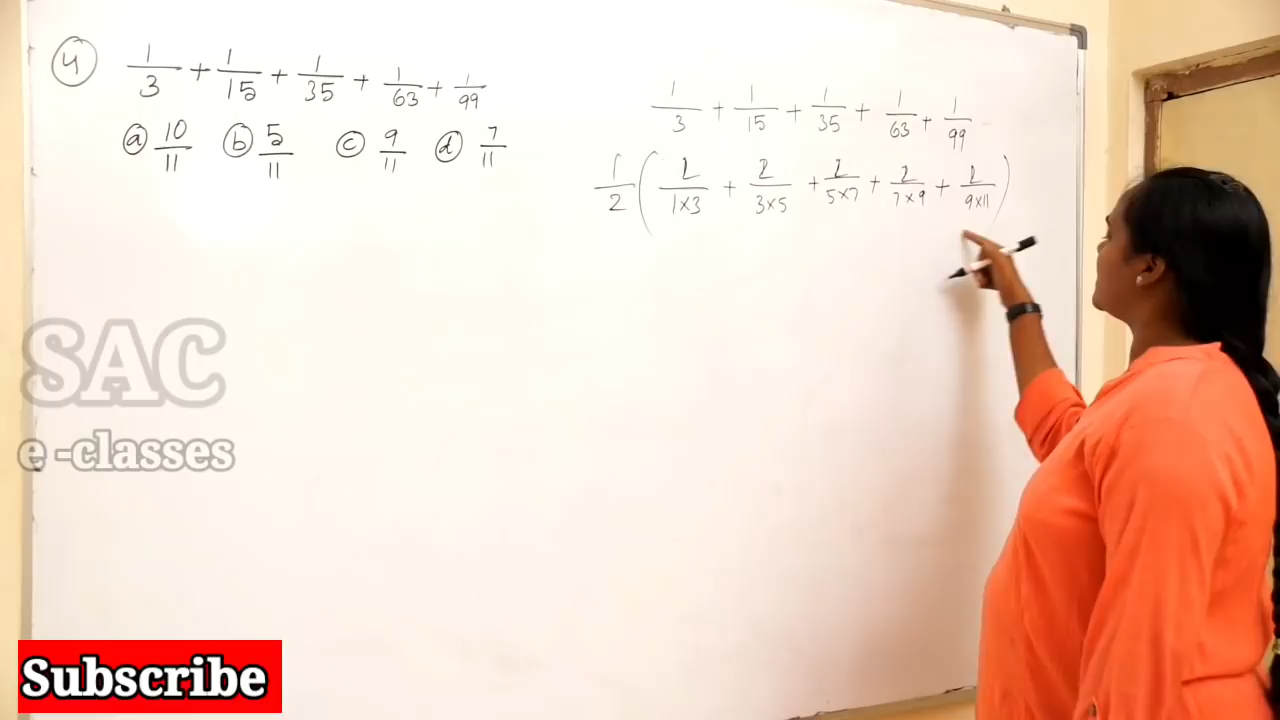 ④ 1/3 + 1/15 + 1/35 + 1/63 + 1/99
ⓐ 10/11 ⓑ 5/11 ⓒ 9/11 ⓓ 7/11
1/3 + 1/15 + 1/35 + 1/63 + 1/99
1/2 ( 2/1×3 + 2/3×5 + 2/5×7 + 2/7×9 + 2/9×11 )
SAC
e -classes
Subscribe